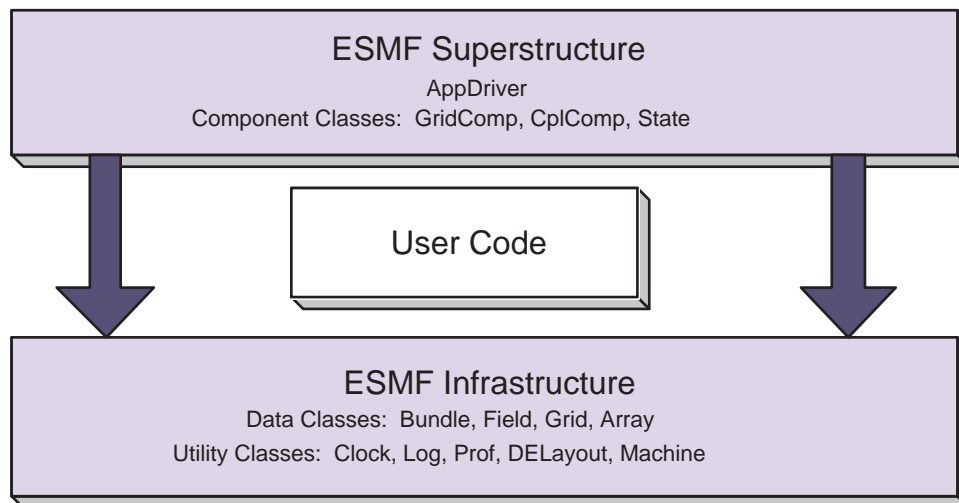 ESMF Superstructure
AppDriver
Component Classes: GridComp, CplComp, State
User Code
ESMF Infrastructure
Data Classes: Bundle, Field, Grid, Array
Utility Classes: Clock, Log, Prof, DELayout, Machine